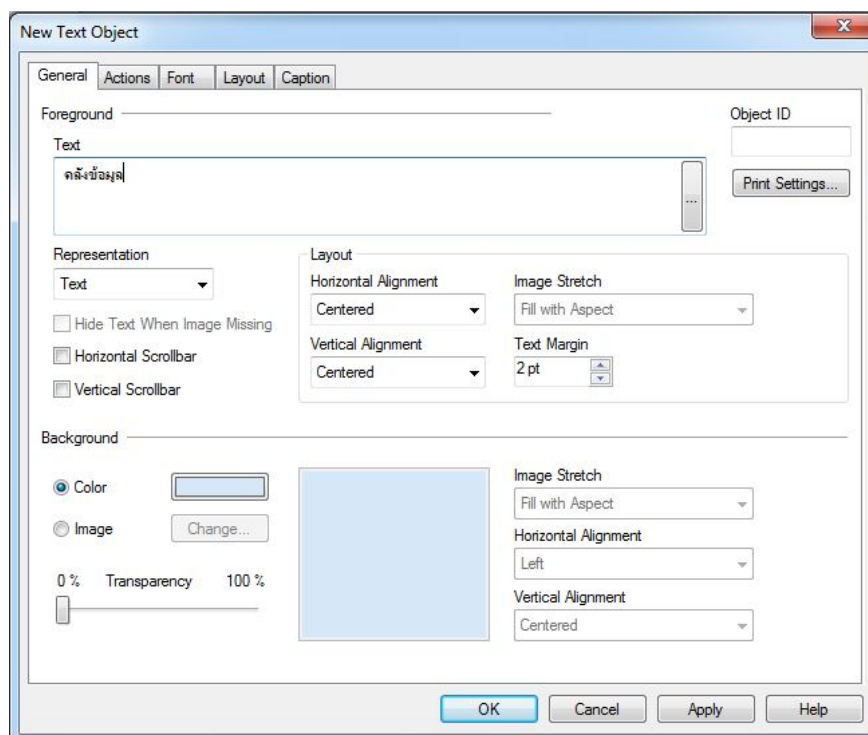 New Text Object
General Actions Font Layout Caption
Foreground
Object ID
Text
คลังข้อมูล
...
Print Settings...
Representation
Text
Hide Text When Image Missing
Horizontal Scrollbar
Vertical Scrollbar
Layout
Horizontal Alignment
Centered
Image Stretch
Fill with Aspect
Vertical Alignment
Centered
Text Margin
2 pt
Background
Color
Image
Change...
0 % Transparency 100 %
Image Stretch
Fill with Aspect
Horizontal Alignment
Left
Vertical Alignment
Centered
OK Cancel Apply Help